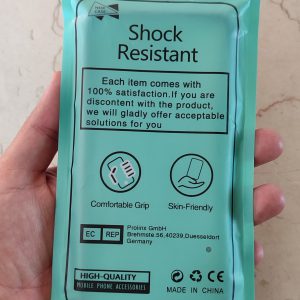 Shock
Resistant
Each item comes with
100% satisfaction.If you are
discontent with the product,
we will gladly offer acceptable
solutions for you
Comfortable Grip
Skin-Friendly
EC REP
Prolinx GmbH
Brehmstr.56,40239,Duesseldorf
Germany
HIGH-QUALITY
MOBILE PHONE ACCESSORIES
CE
MADE IN CHINA